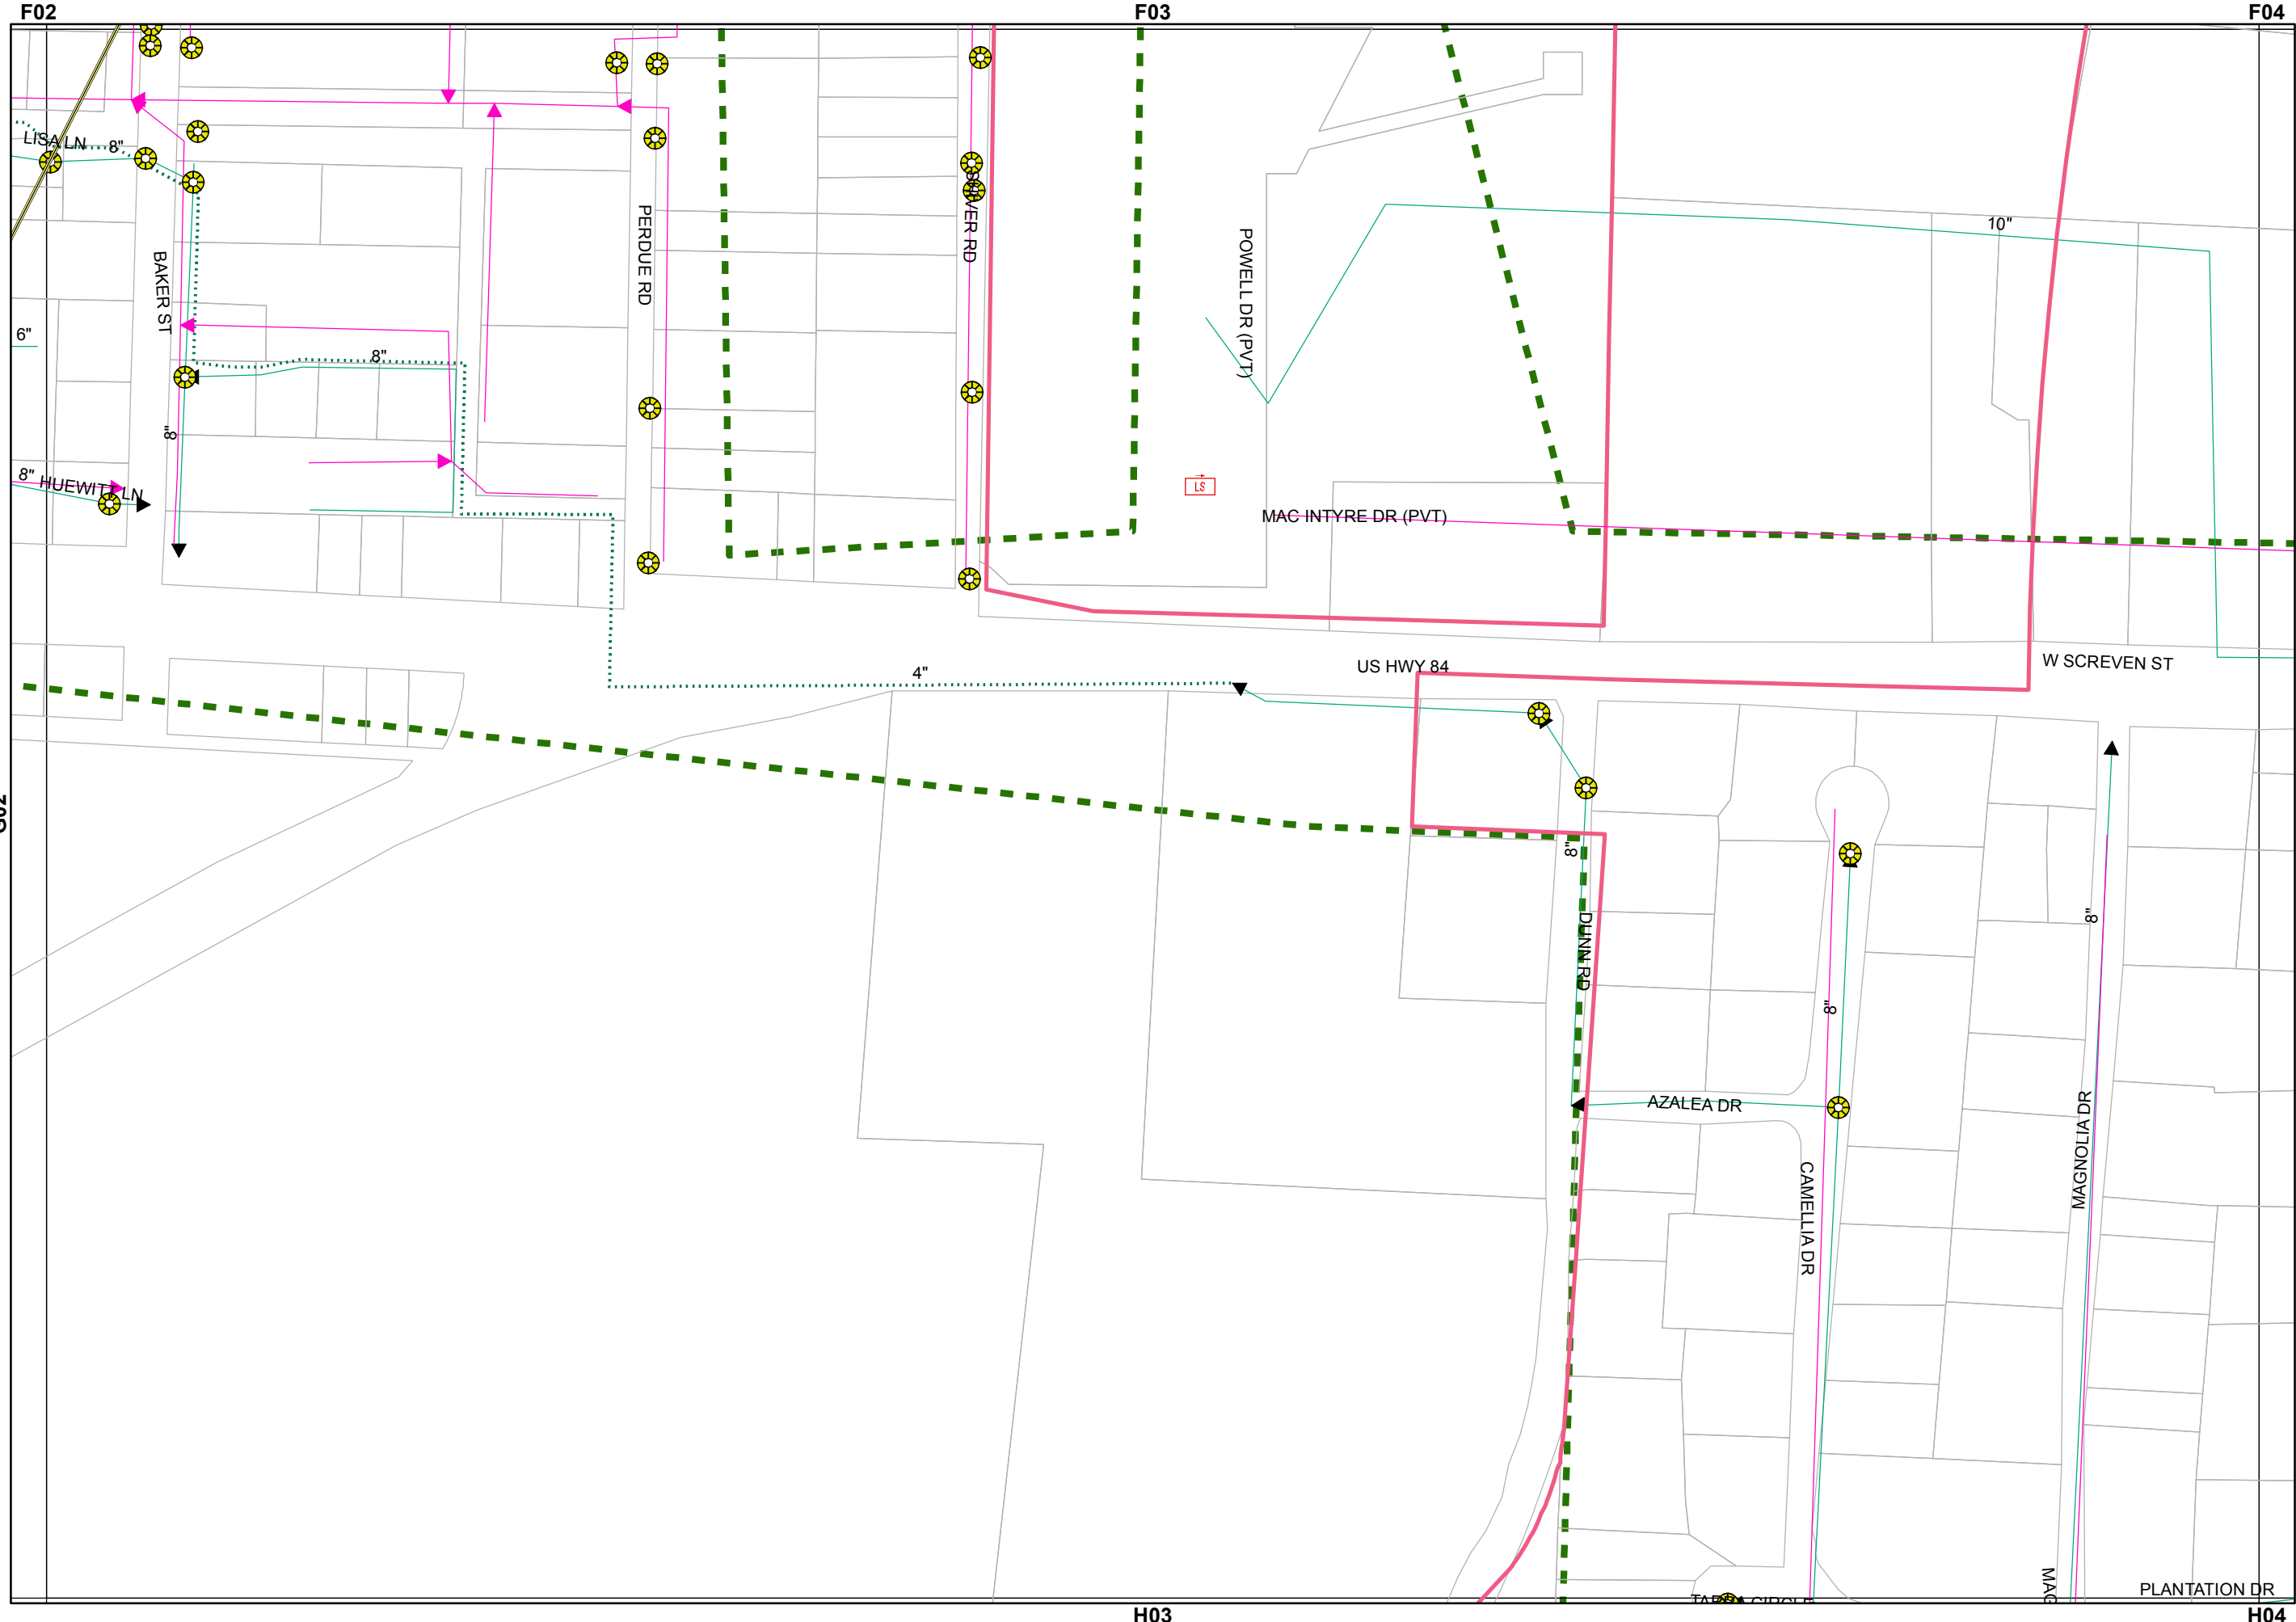 F02
F03
F04
LISA LN 8"
BAKER ST
PERDUE RD
POWELL DR (PVT)
10"
6"
8"
8"
8" HUEWITT LN
LS
MAC INTYRE DR (PVT)
4"
US HWY 84
W SCREVEN ST
8"
DUNN RD
8"
8"
AZALEA DR
CAMELLIA DR
MAGNOLIA DR
MAG
PLANTATION DR
H03
H04